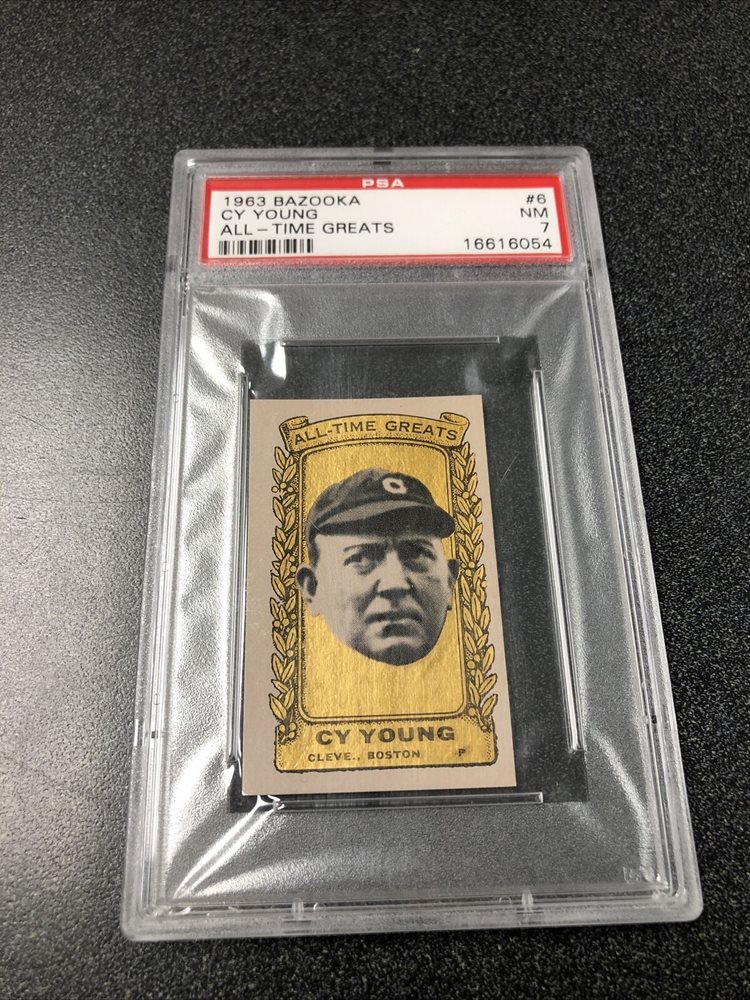 PSA
1963 BAZOOKA #6
CY YOUNG NM
ALL-TIME GREATS 7
16616054
ALL-TIME GREATS
C
CY YOUNG
CLEVE., BOSTON P